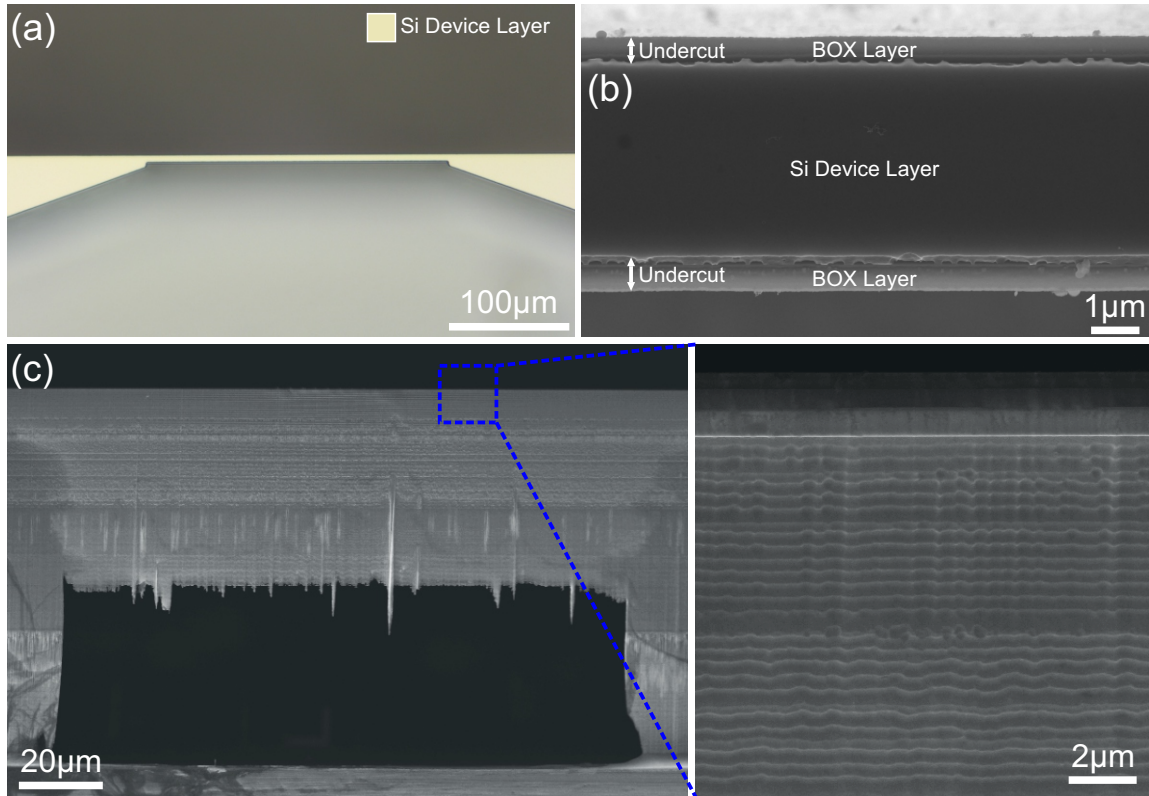 (a)
Si Device Layer
100μm
Undercut
BOX Layer
(b)
Si Device Layer
Undercut
BOX Layer
1μm
(c)
20μm
2μm